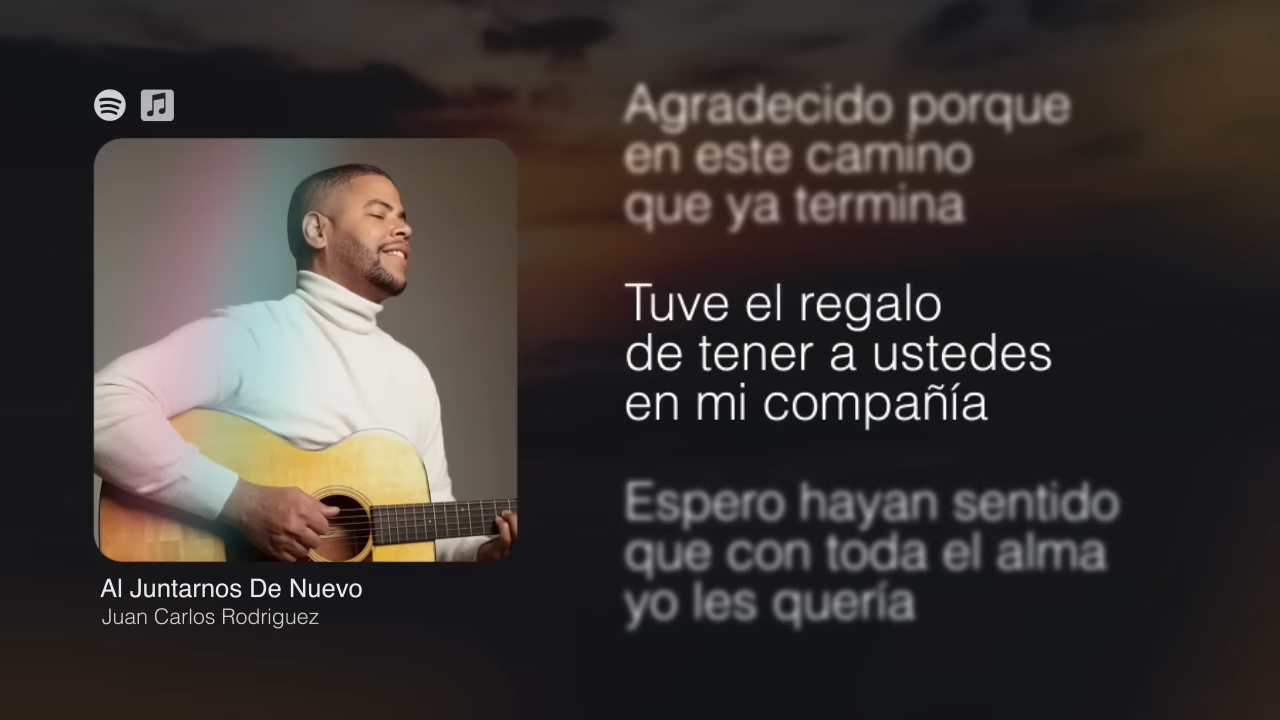 Agradecido porque
en este camino
que ya termina
Tuve el regalo
de tener a ustedes
en mi compañía
Espero hayan sentido
que con toda el alma
yo les quería
Al Juntarnos De Nuevo
Juan Carlos Rodriguez